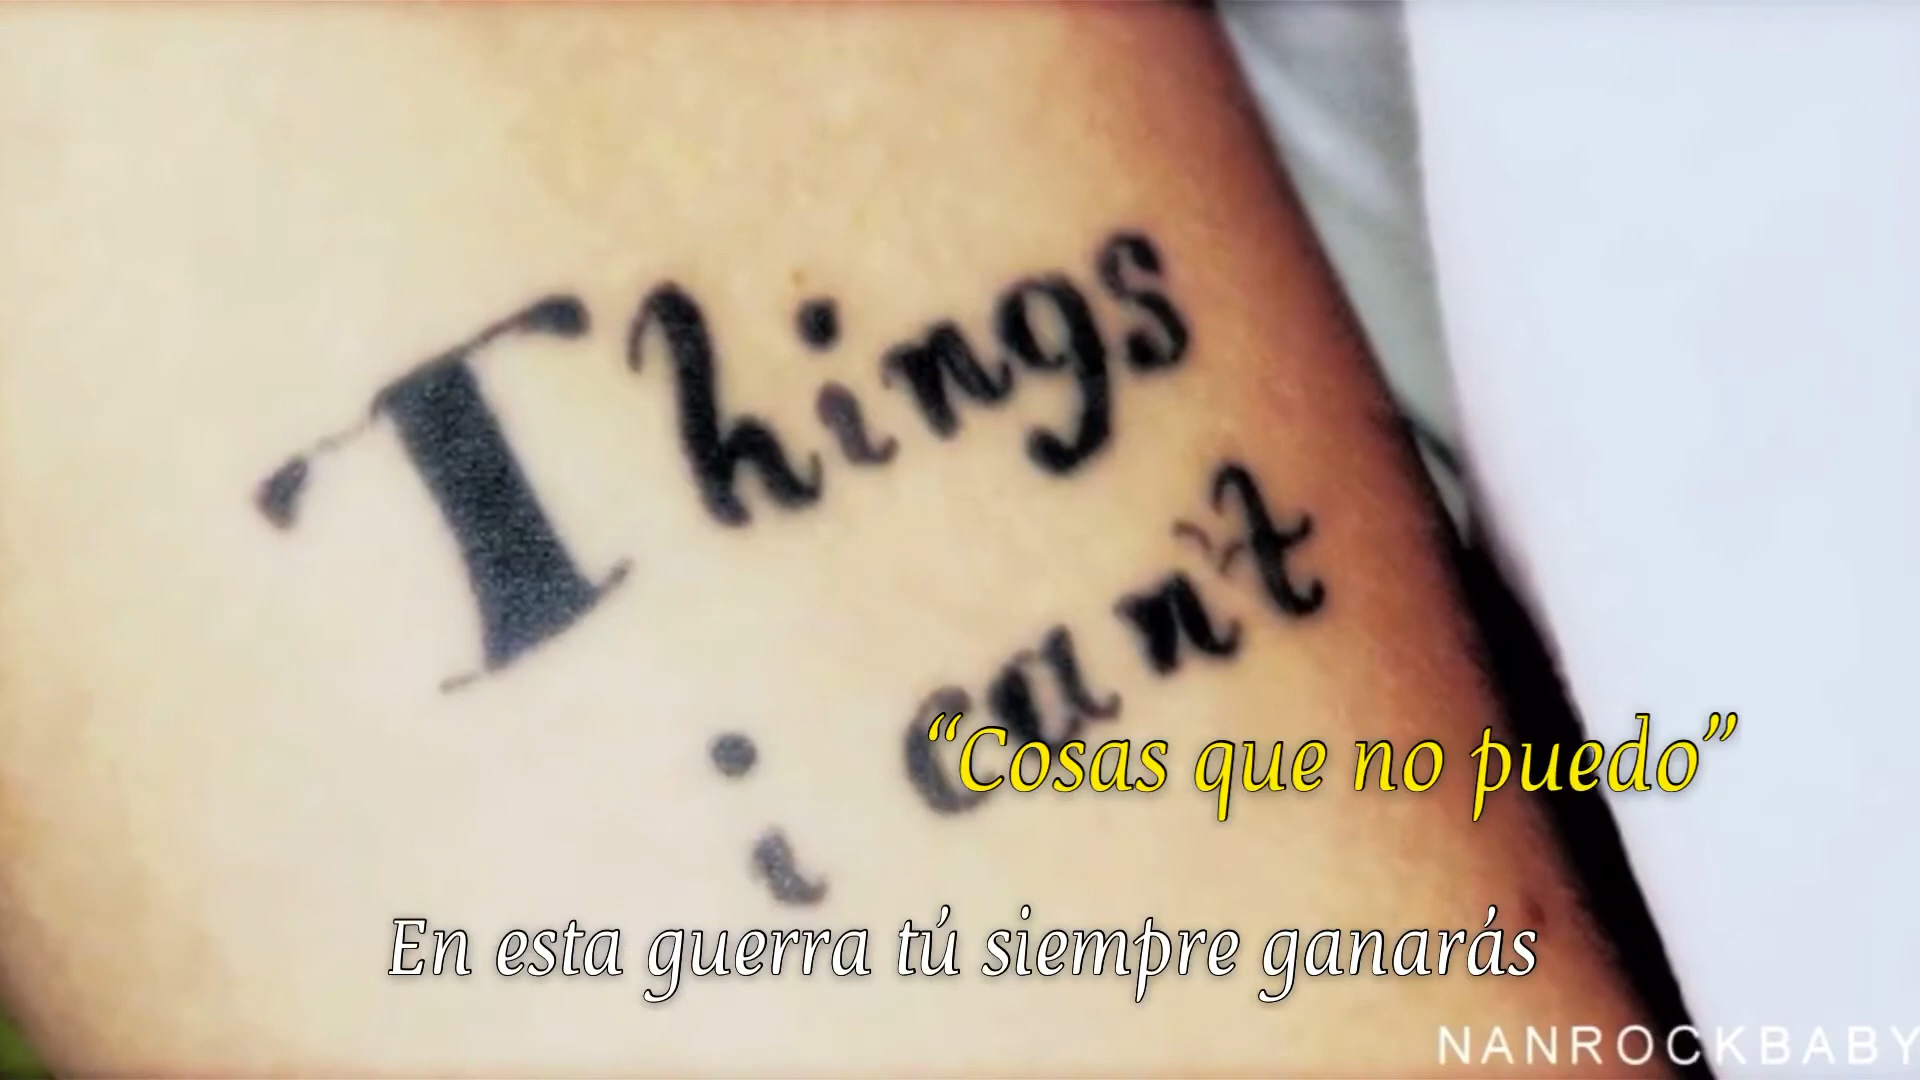 Things
i can't
“Cosas que no puedo”
En esta guerra tú siempre ganarás
NANROCKBABY